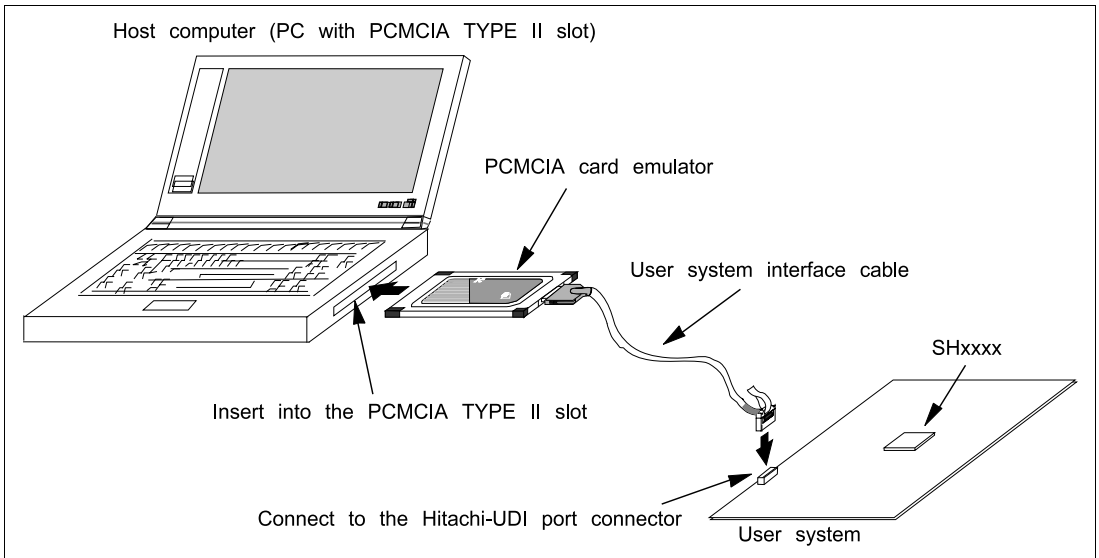 Host computer (PC with PCMCIA TYPE II slot)
PCMCIA card emulator
User system interface cable
SHxxxx
Insert into the PCMCIA TYPE II slot
Connect to the Hitachi-UDI port connector
User system